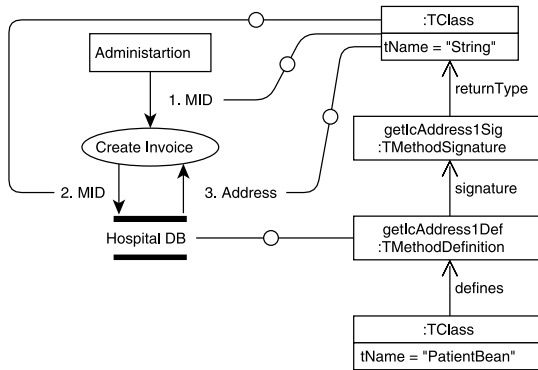 :TClass
tName = "String"
Administartion
1. MID
returnType
getIcAddress1Sig
:TMethodSignature
Create Invoice
2. MID
3. Address
signature
Hospital DB
getIcAddress1Def
:TMethodDefinition
defines
:TClass
tName = "PatientBean"